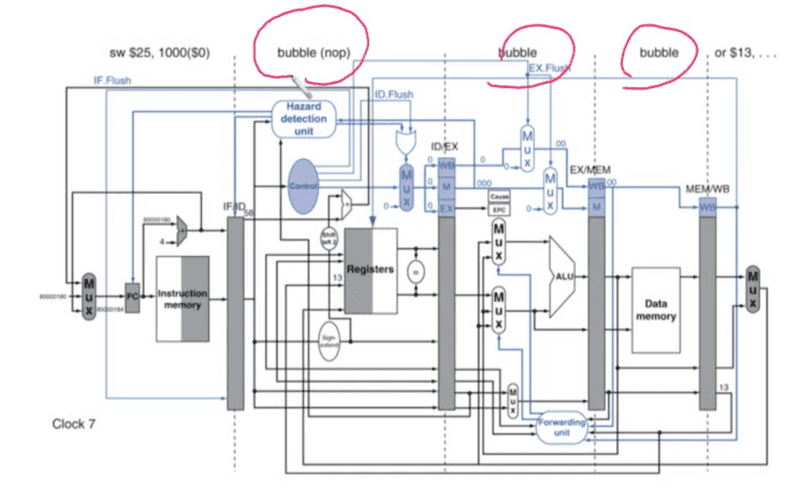 sw $25, 1000($0)
bubble (nop)
bubble
bubble
or $13, . . .
IF.Flush
EX.Flush
ID.Flush
Hazard
detection
unit
ID/EX
Control
Mux
0
WB
0
0
Mux
00
0
M
000
0
EX
0
Cause
EPC
Mux
0
EX/MEM
WB
00
M
MEM/WB
WB
IF/ID
58
80000180
+
4
+
Shift
left 2
Mux
80000180
PC
80000184
Instruction
memory
13
Registers
=
Mux
Mux
ALU
Data
memory
Mux
Sign-
extend
Mux
13
Forwarding
unit
Clock 7